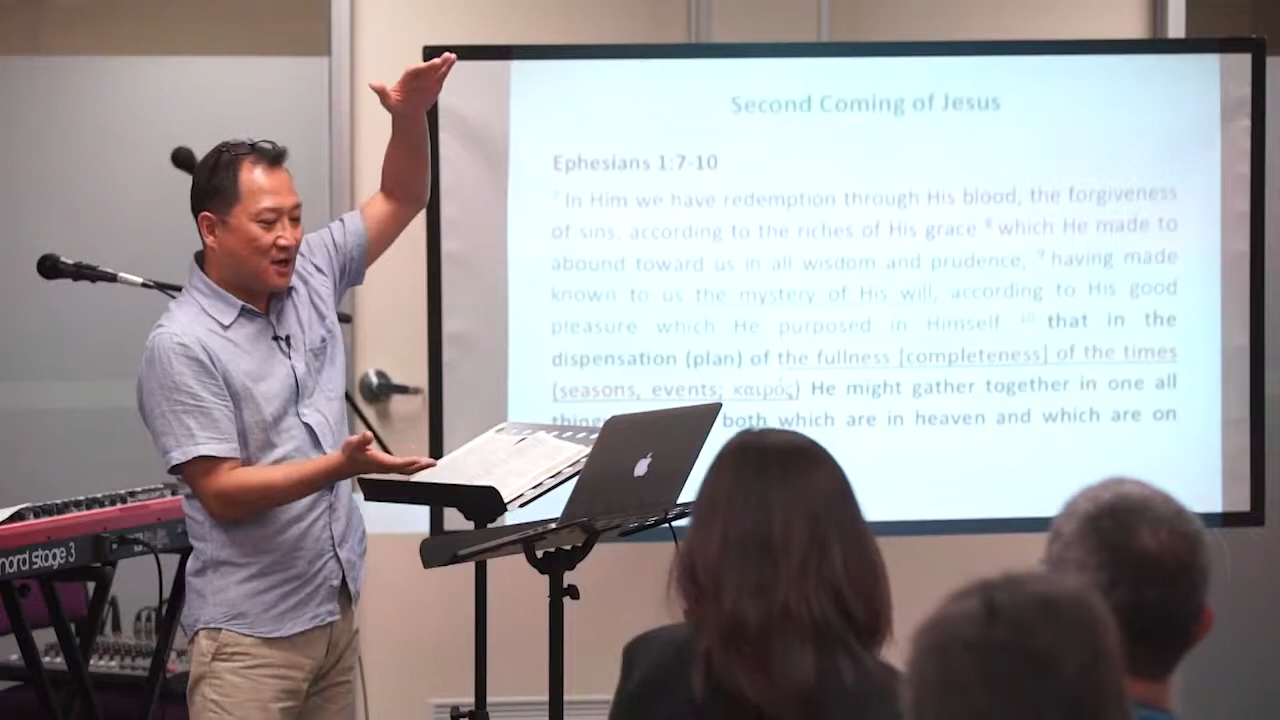 Second Coming of Jesus
Ephesians 1:7-10
7 In Him we have redemption through His blood, the forgiveness
of sins, according to the riches of His grace 8 which He made to
abound toward us in all wisdom and prudence, 9 having made
known to us the mystery of His will, according to His good
pleasure which He purposed in Himself 10 that in the
dispensation (plan) of the fullness [completeness] of the times
(seasons, events; καιρός) He might gather together in one all
both which are in heaven and which are on
nord stage 3